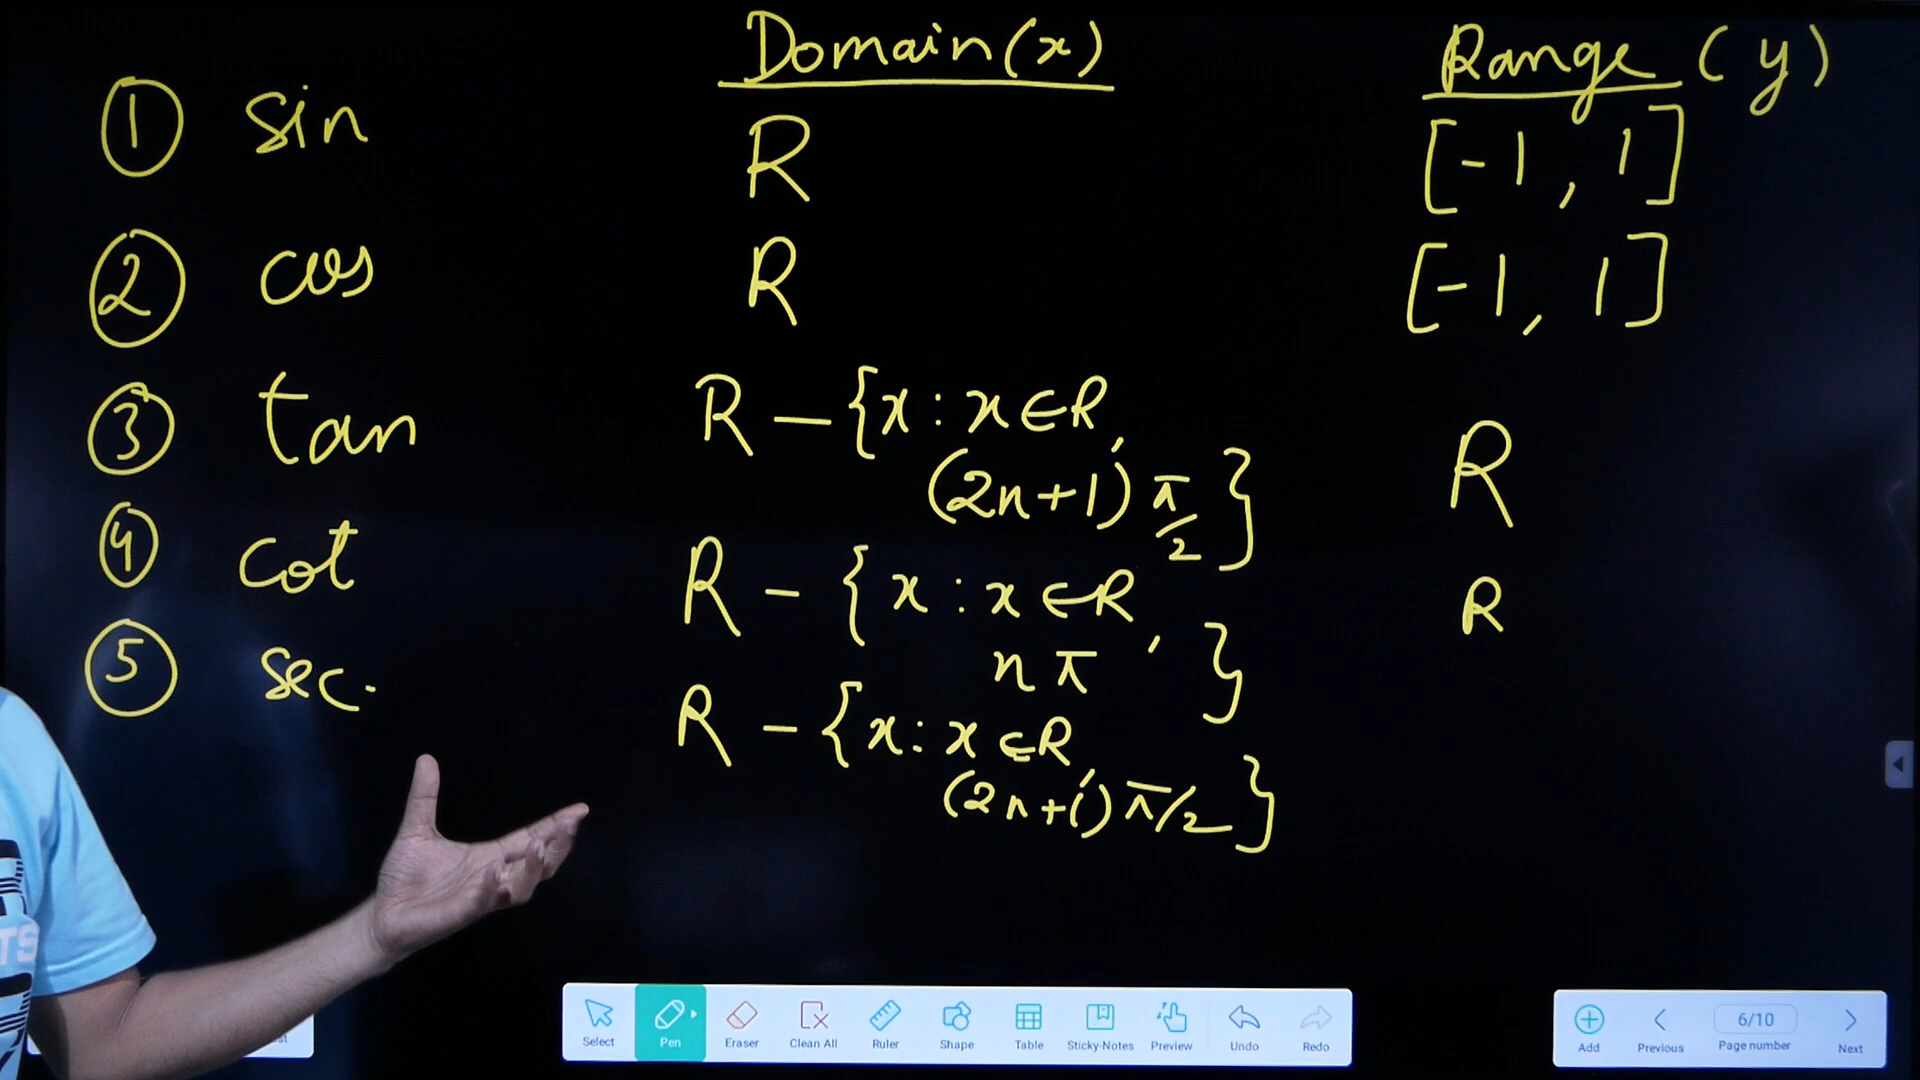 Domain(x) Range (y)
① sin R [-1, 1]
② cos R [-1, 1]
③ tan R — {x : x ∈ R, (2n+1) π/2} R
④ cot R - {x : x ∈ R, nπ} R
⑤ sec. R - {x : x ∈ R, (2n+1) π/2}
TS
Select Pen Eraser Clean All Ruler Shape Table Sticky-Notes Preview Undo Redo
Add Previous 6/10 Page number Next